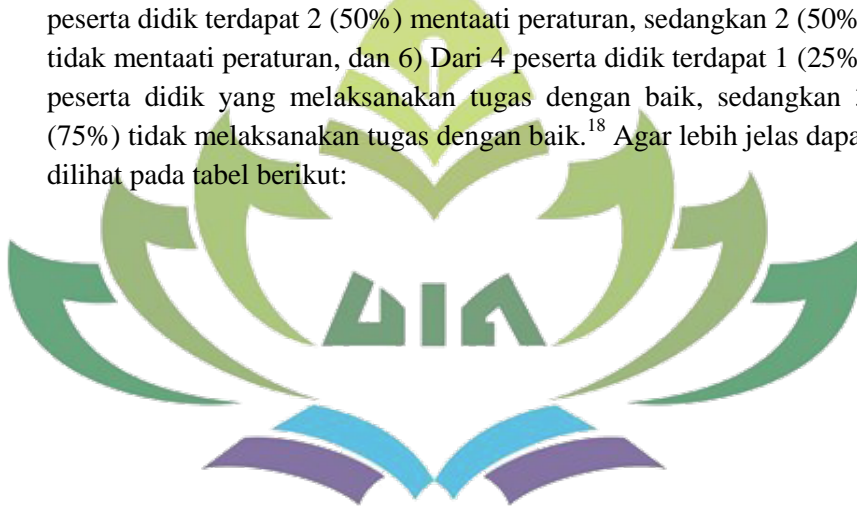 peserta didik terdapat 2 (50%) mentaati peraturan, sedangkan 2 (50%
tidak mentaati peraturan, dan 6) Dari 4 peserta didik terdapat 1 (25%
peserta didik yang melaksanakan tugas dengan baik, sedangkan
(75%) tidak melaksanakan tugas dengan baik.18 Agar lebih jelas dapa
dilihat pada tabel berikut:
UIN